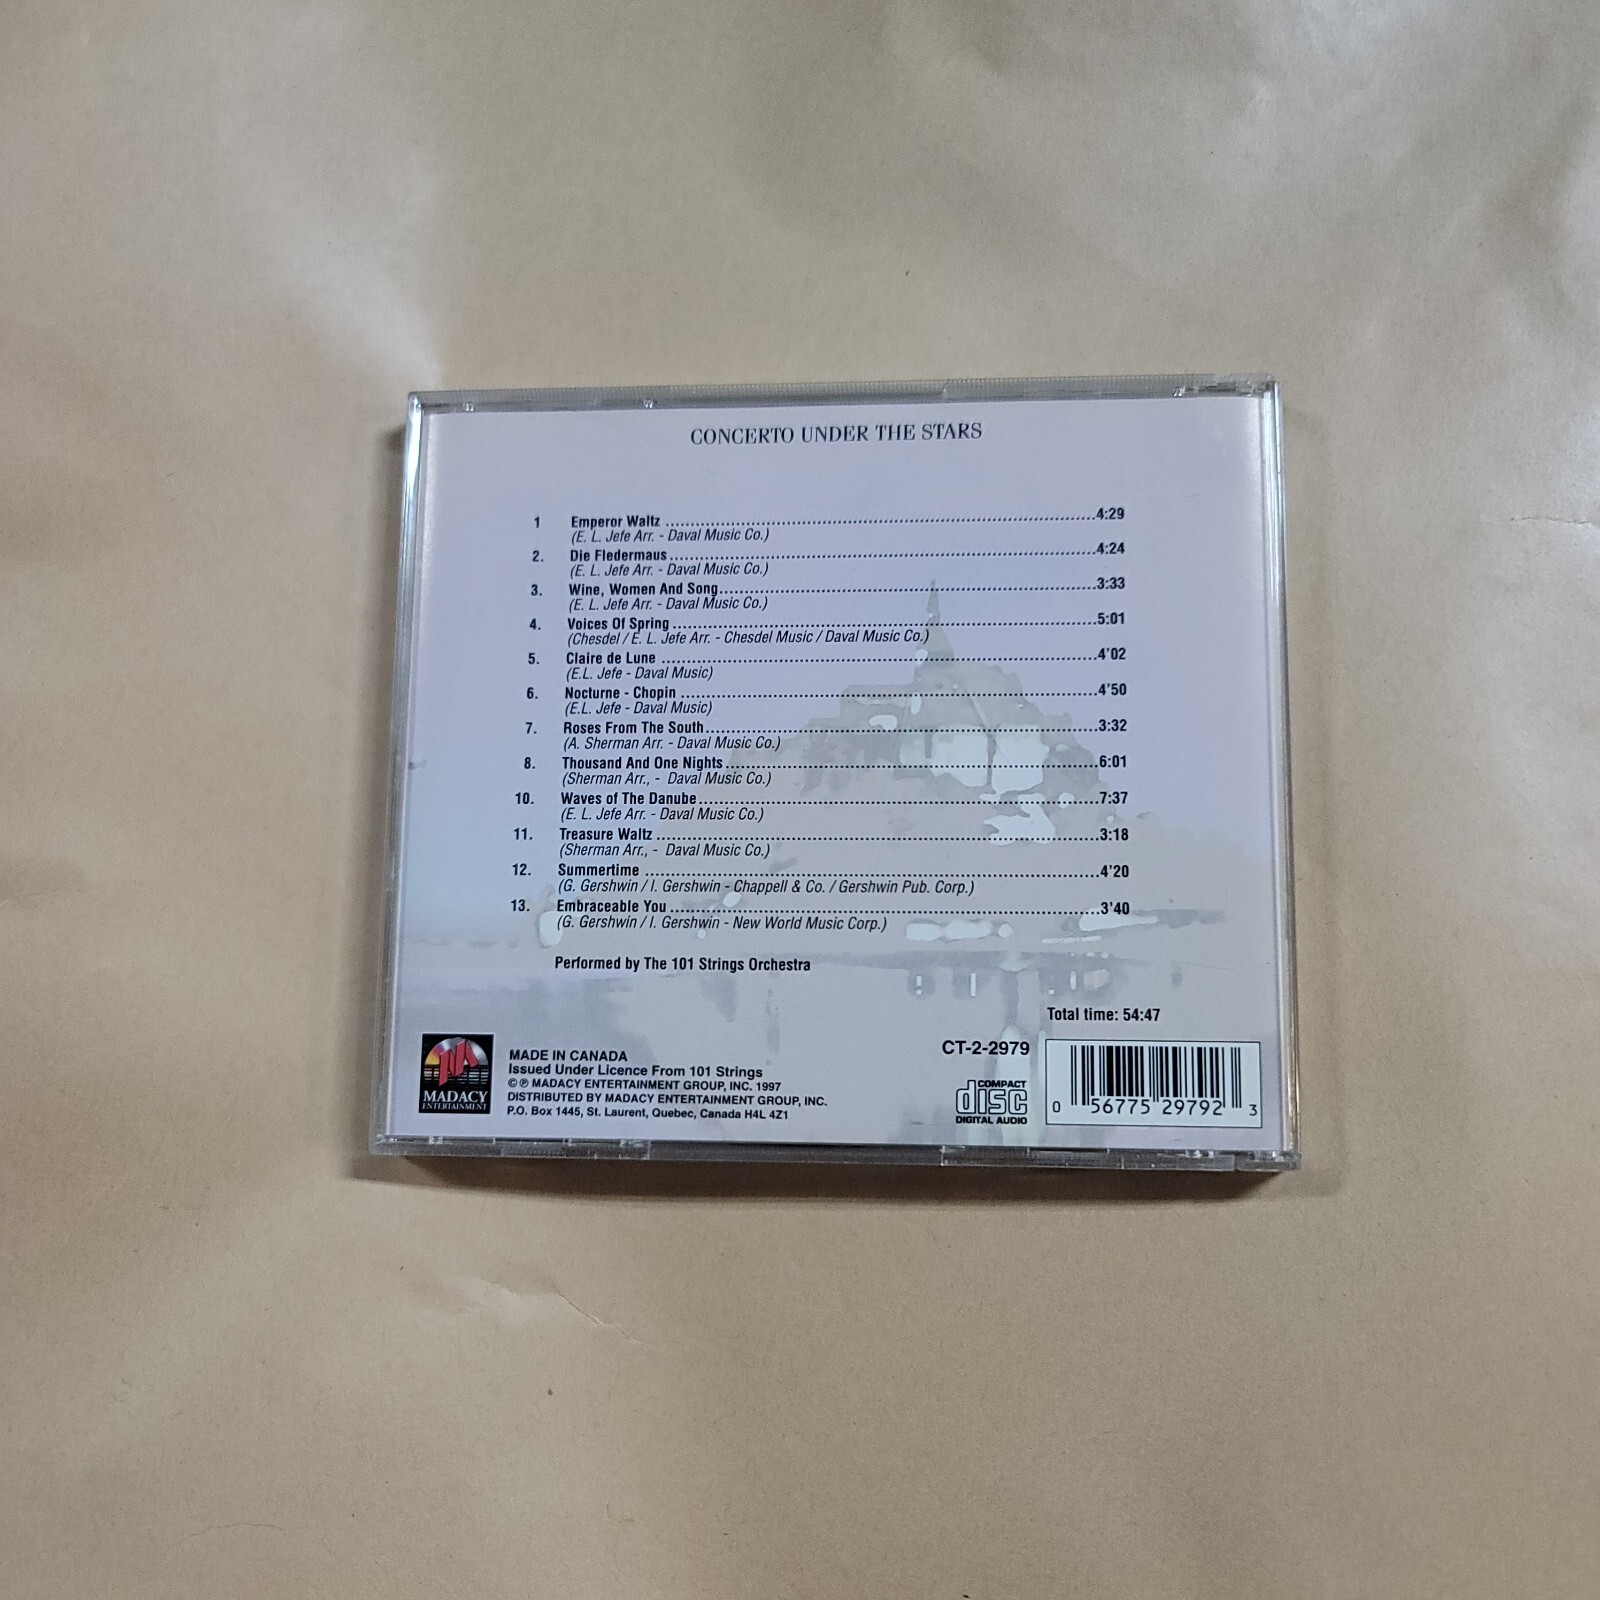 CONCERTO UNDER THE STARS
1 Emperor Waltz ........ 4:29
(E. L. Jefe Arr. - Daval Music Co.)
2. Die Fledermaus ........ 4:24
(E. L. Jefe Arr. - Daval Music Co.)
3. Wine, Women And Song ........ 3:33
(E. L. Jefe Arr. - Daval Music Co.)
4. Voices Of Spring ........ 5:01
(Chesdel / E. L. Jefe Arr. - Chesdel Music / Daval Music Co.)
5. Claire de Lune ........ 4'02
(E.L. Jefe - Daval Music)
6. Nocturne - Chopin ........ 4'50
(E.L. Jefe - Daval Music)
7. Roses From The South ........ 3:32
(A. Sherman Arr. - Daval Music Co.)
8. Thousand And One Nights ........ 6:01
(Sherman Arr., - Daval Music Co.)
10. Waves of The Danube ........ 7:37
(E. L. Jefe Arr. - Daval Music Co.)
11. Treasure Waltz ........ 3:18
(Sherman Arr., - Daval Music Co.)
12. Summertime ........ 4'20
(G. Gershwin / I. Gershwin - Chappell & Co. / Gershwin Pub. Corp.)
13. Embraceable You ........ 3'40
(G. Gershwin / I. Gershwin - New World Music Corp.)
Performed by The 101 Strings Orchestra
Total time: 54:47
MADACY
ENTERTAINMENT
MADE IN CANADA
Issued Under Licence From 101 Strings
© ℗ MADACY ENTERTAINMENT GROUP, INC. 1997
DISTRIBUTED BY MADACY ENTERTAINMENT GROUP, INC.
P.O. Box 1445, St. Laurent, Quebec, Canada H4L 4Z1
CT-2-2979
COMPACT
disc
DIGITAL AUDIO
0 56775 29792 3